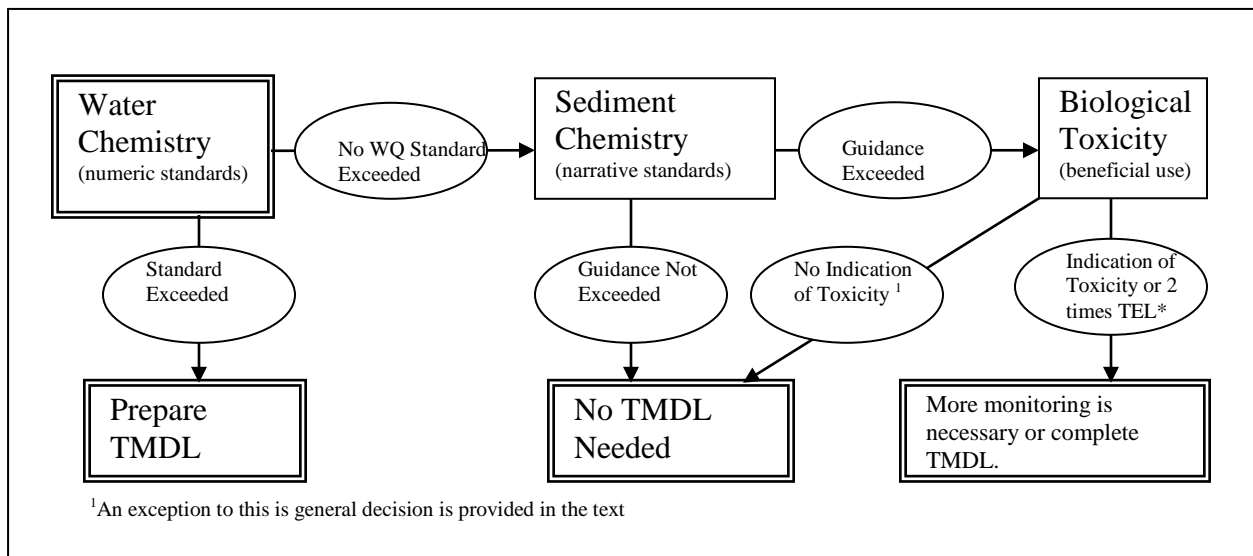 Water
Chemistry
(numeric standards)
No WQ Standard
Exceeded
Sediment
Chemistry
(narrative standards)
Guidance
Exceeded
Biological
Toxicity
(beneficial use)
Standard
Exceeded
Guidance Not
Exceeded
No Indication
of Toxicity ¹
Indication of
Toxicity or 2
times TEL*
Prepare
TMDL
No TMDL
Needed
More monitoring is
necessary or complete
TMDL.
¹An exception to this is general decision is provided in the text